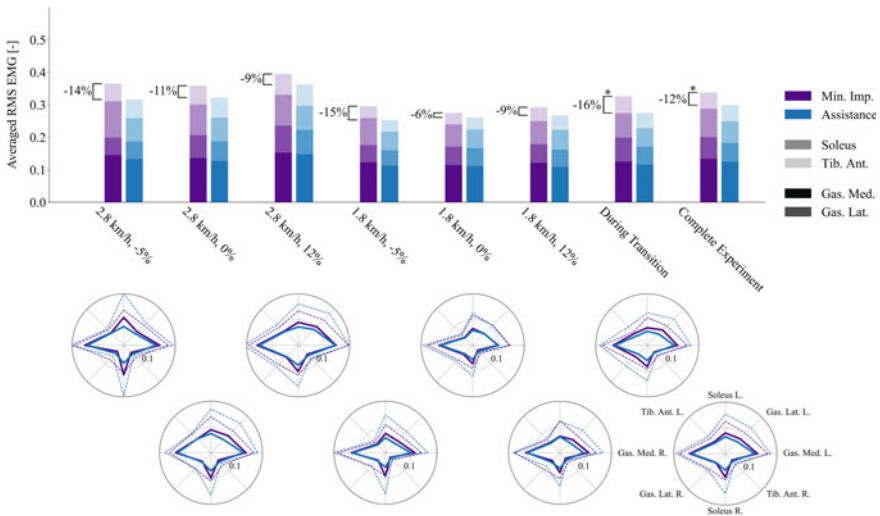 Averaged RMS EMG [-]
0.5
0.4
0.3
0.2
0.1
0.0
-14%
-11%
-9%
-15%
-6%
-9%
*
-16%
*
-12%
Min. Imp.
Assistance
Soleus
Tib. Ant.
Gas. Med.
Gas. Lat.
2.8 km/h, -5%
2.8 km/h, 0%
2.8 km/h, 12%
1.8 km/h, -5%
1.8 km/h, 0%
1.8 km/h, 12%
During Transition
Complete Experiment
0.1
0.1
0.1
0.1
0.1
0.1
0.1
Soleus L.
Tib. Ant. L.
Gas. Lat. L.
Gas. Med. R.
Gas. Med. L.
0.1
Gas. Lat. R.
Tib. Ant. R.
Soleus R.